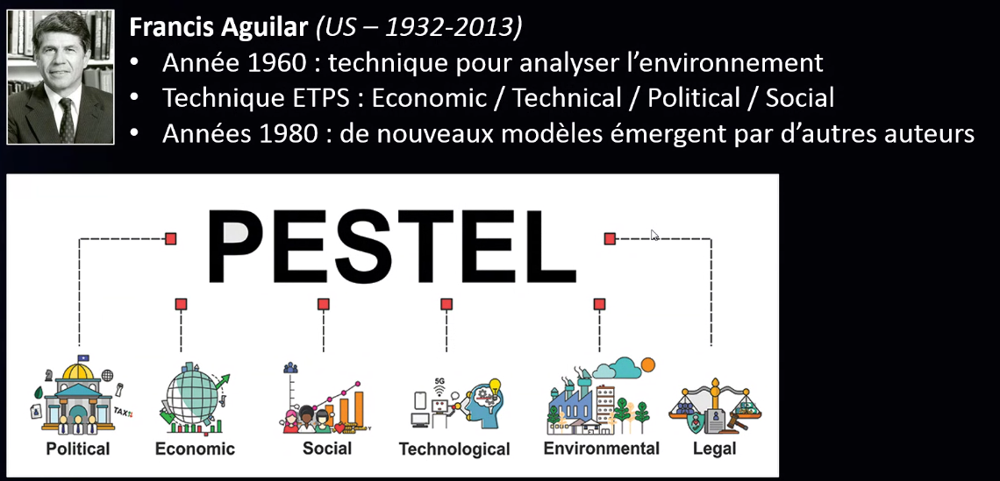 Francis Aguilar (US – 1932-2013)
• Année 1960 : technique pour analyser l’environnement
• Technique ETPS : Economic / Technical / Political / Social
• Années 1980 : de nouveaux modèles émergent par d’autres auteurs
PESTEL
5G
TAX
Political Economic Social Technological Environmental Legal